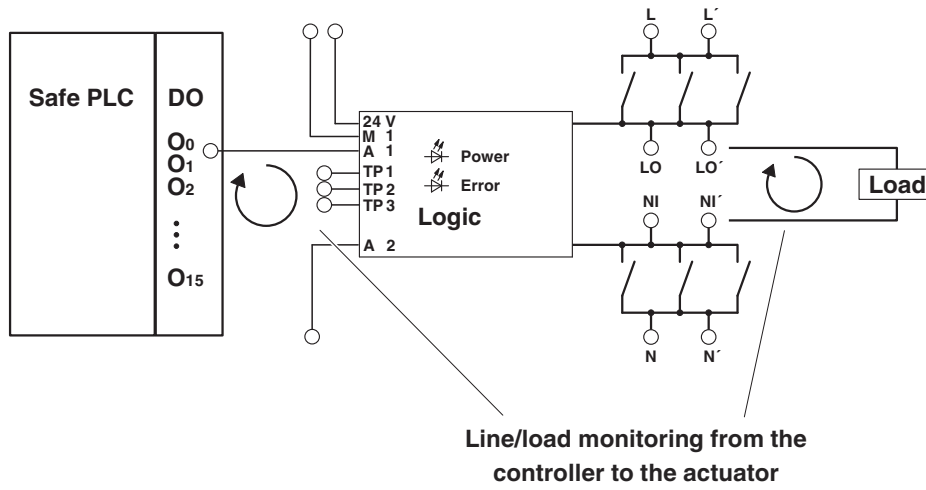 Safe PLC
DO
O0
O1
O2
O15
24 V
M 1
A 1
TP 1
TP 2
TP 3
A 2
Power
Error
Logic
L L´
LO LO´
NI NI´
N N´
Load
Line/load monitoring from the
controller to the actuator